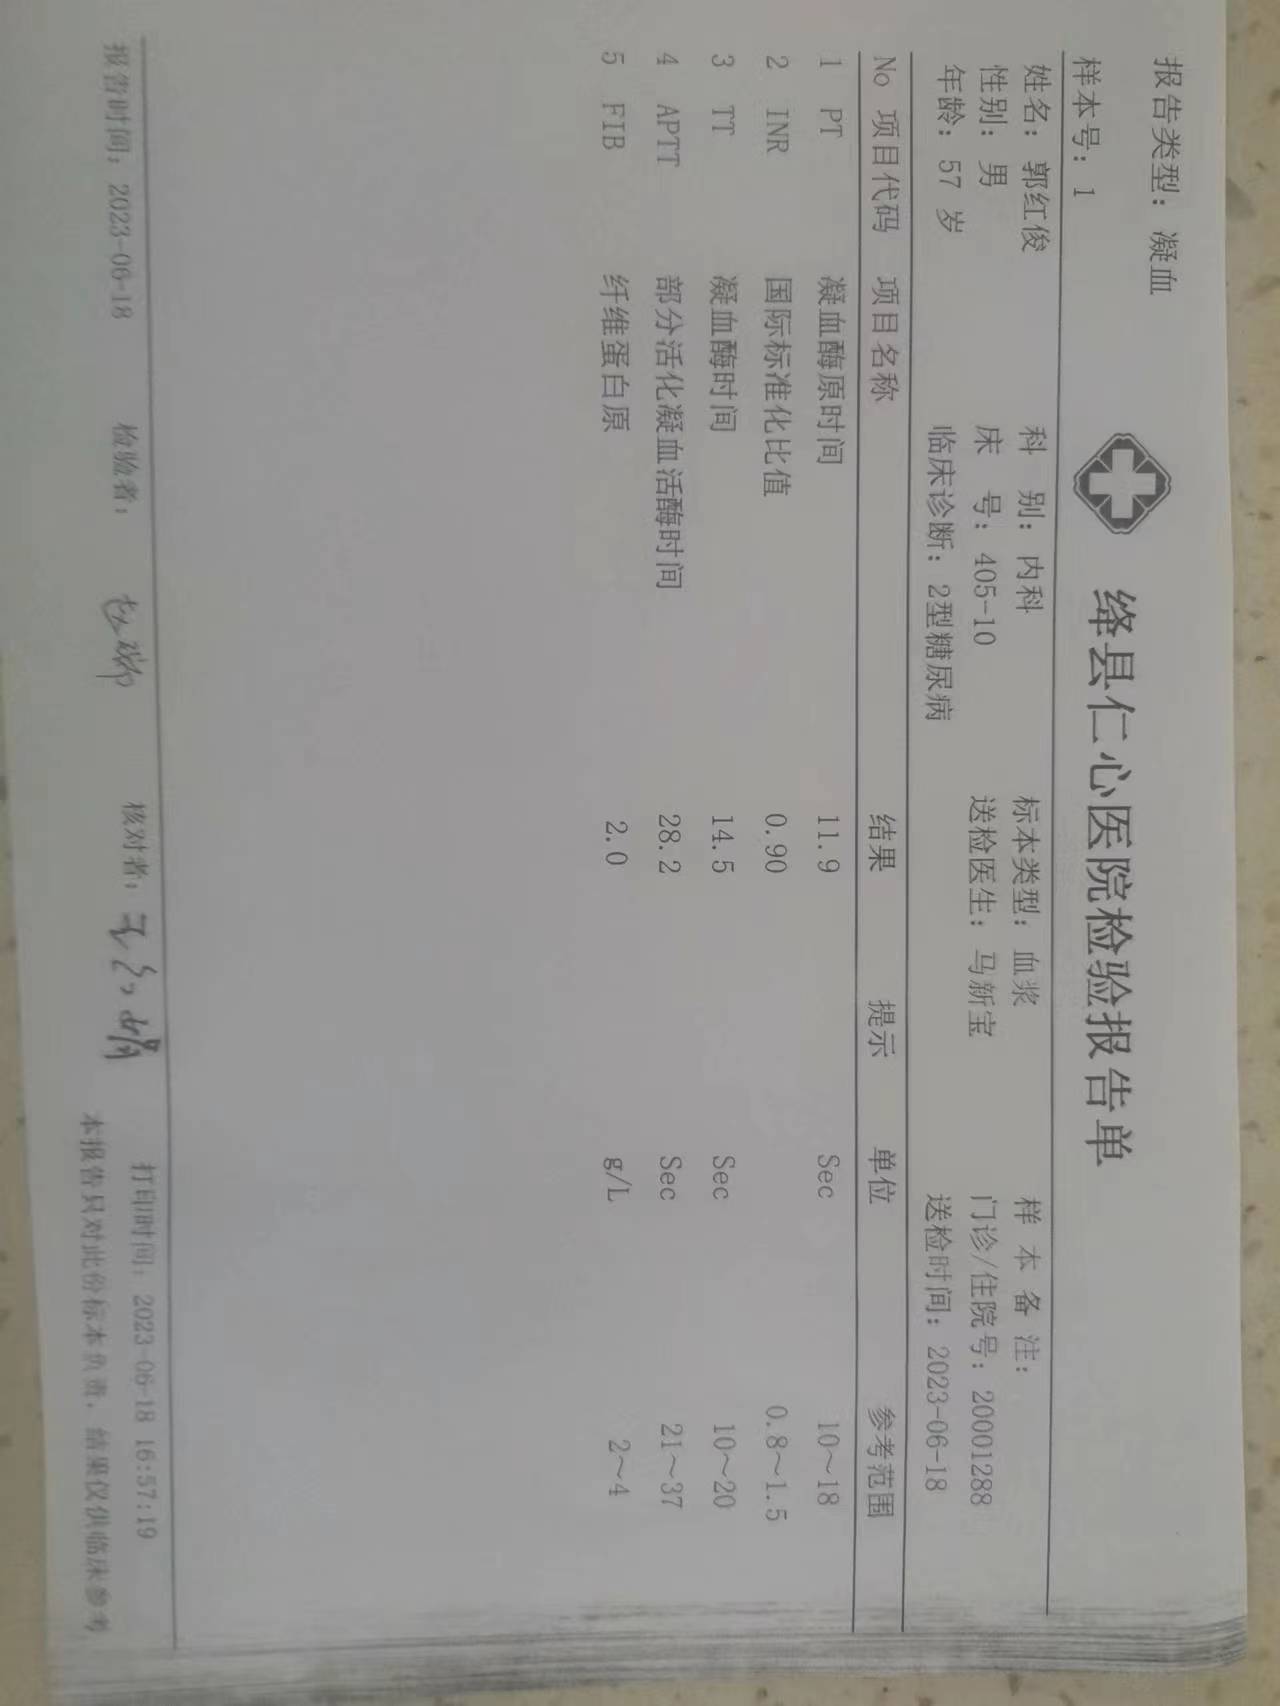 报告类型：凝血
绛县仁心医院检验报告单
样本号：1
姓名：郭红俊 科 别：内科 标本类型：血浆 样 本 备 注：
性别：男 床 号：405-10 送检医生：马新宝 门诊/住院号：20001288
年龄：57 岁 临床诊断：2型糖尿病 送检时间：2023-06-18
No 项目代码 项目名称 结果 提示 单位 参考范围
1 PT 凝血酶原时间 11.9 Sec 10～18
2 INR 国际标准化比值 0.90 0.8～1.5
3 TT 凝血酶时间 14.5 Sec 10～20
4 APTT 部分活化凝血活酶时间 28.2 Sec 21～37
5 FIB 纤维蛋白原 2.0 g/L 2～4
报告时间：2023-06-18 检验者： 核对者： 打印时间：2023-06-18 16:57:19
本报告只对此份标本负责，结果仅供临床参考